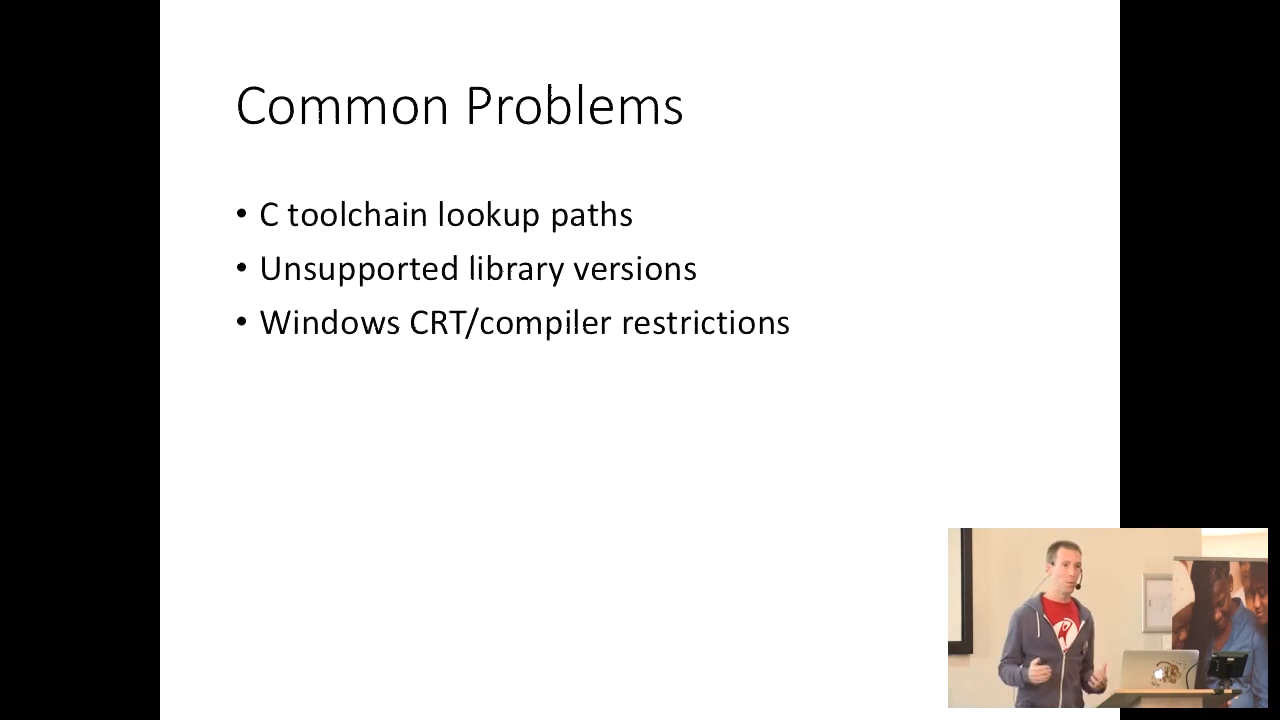 Common Problems
• C toolchain lookup paths
• Unsupported library versions
• Windows CRT/compiler restrictions